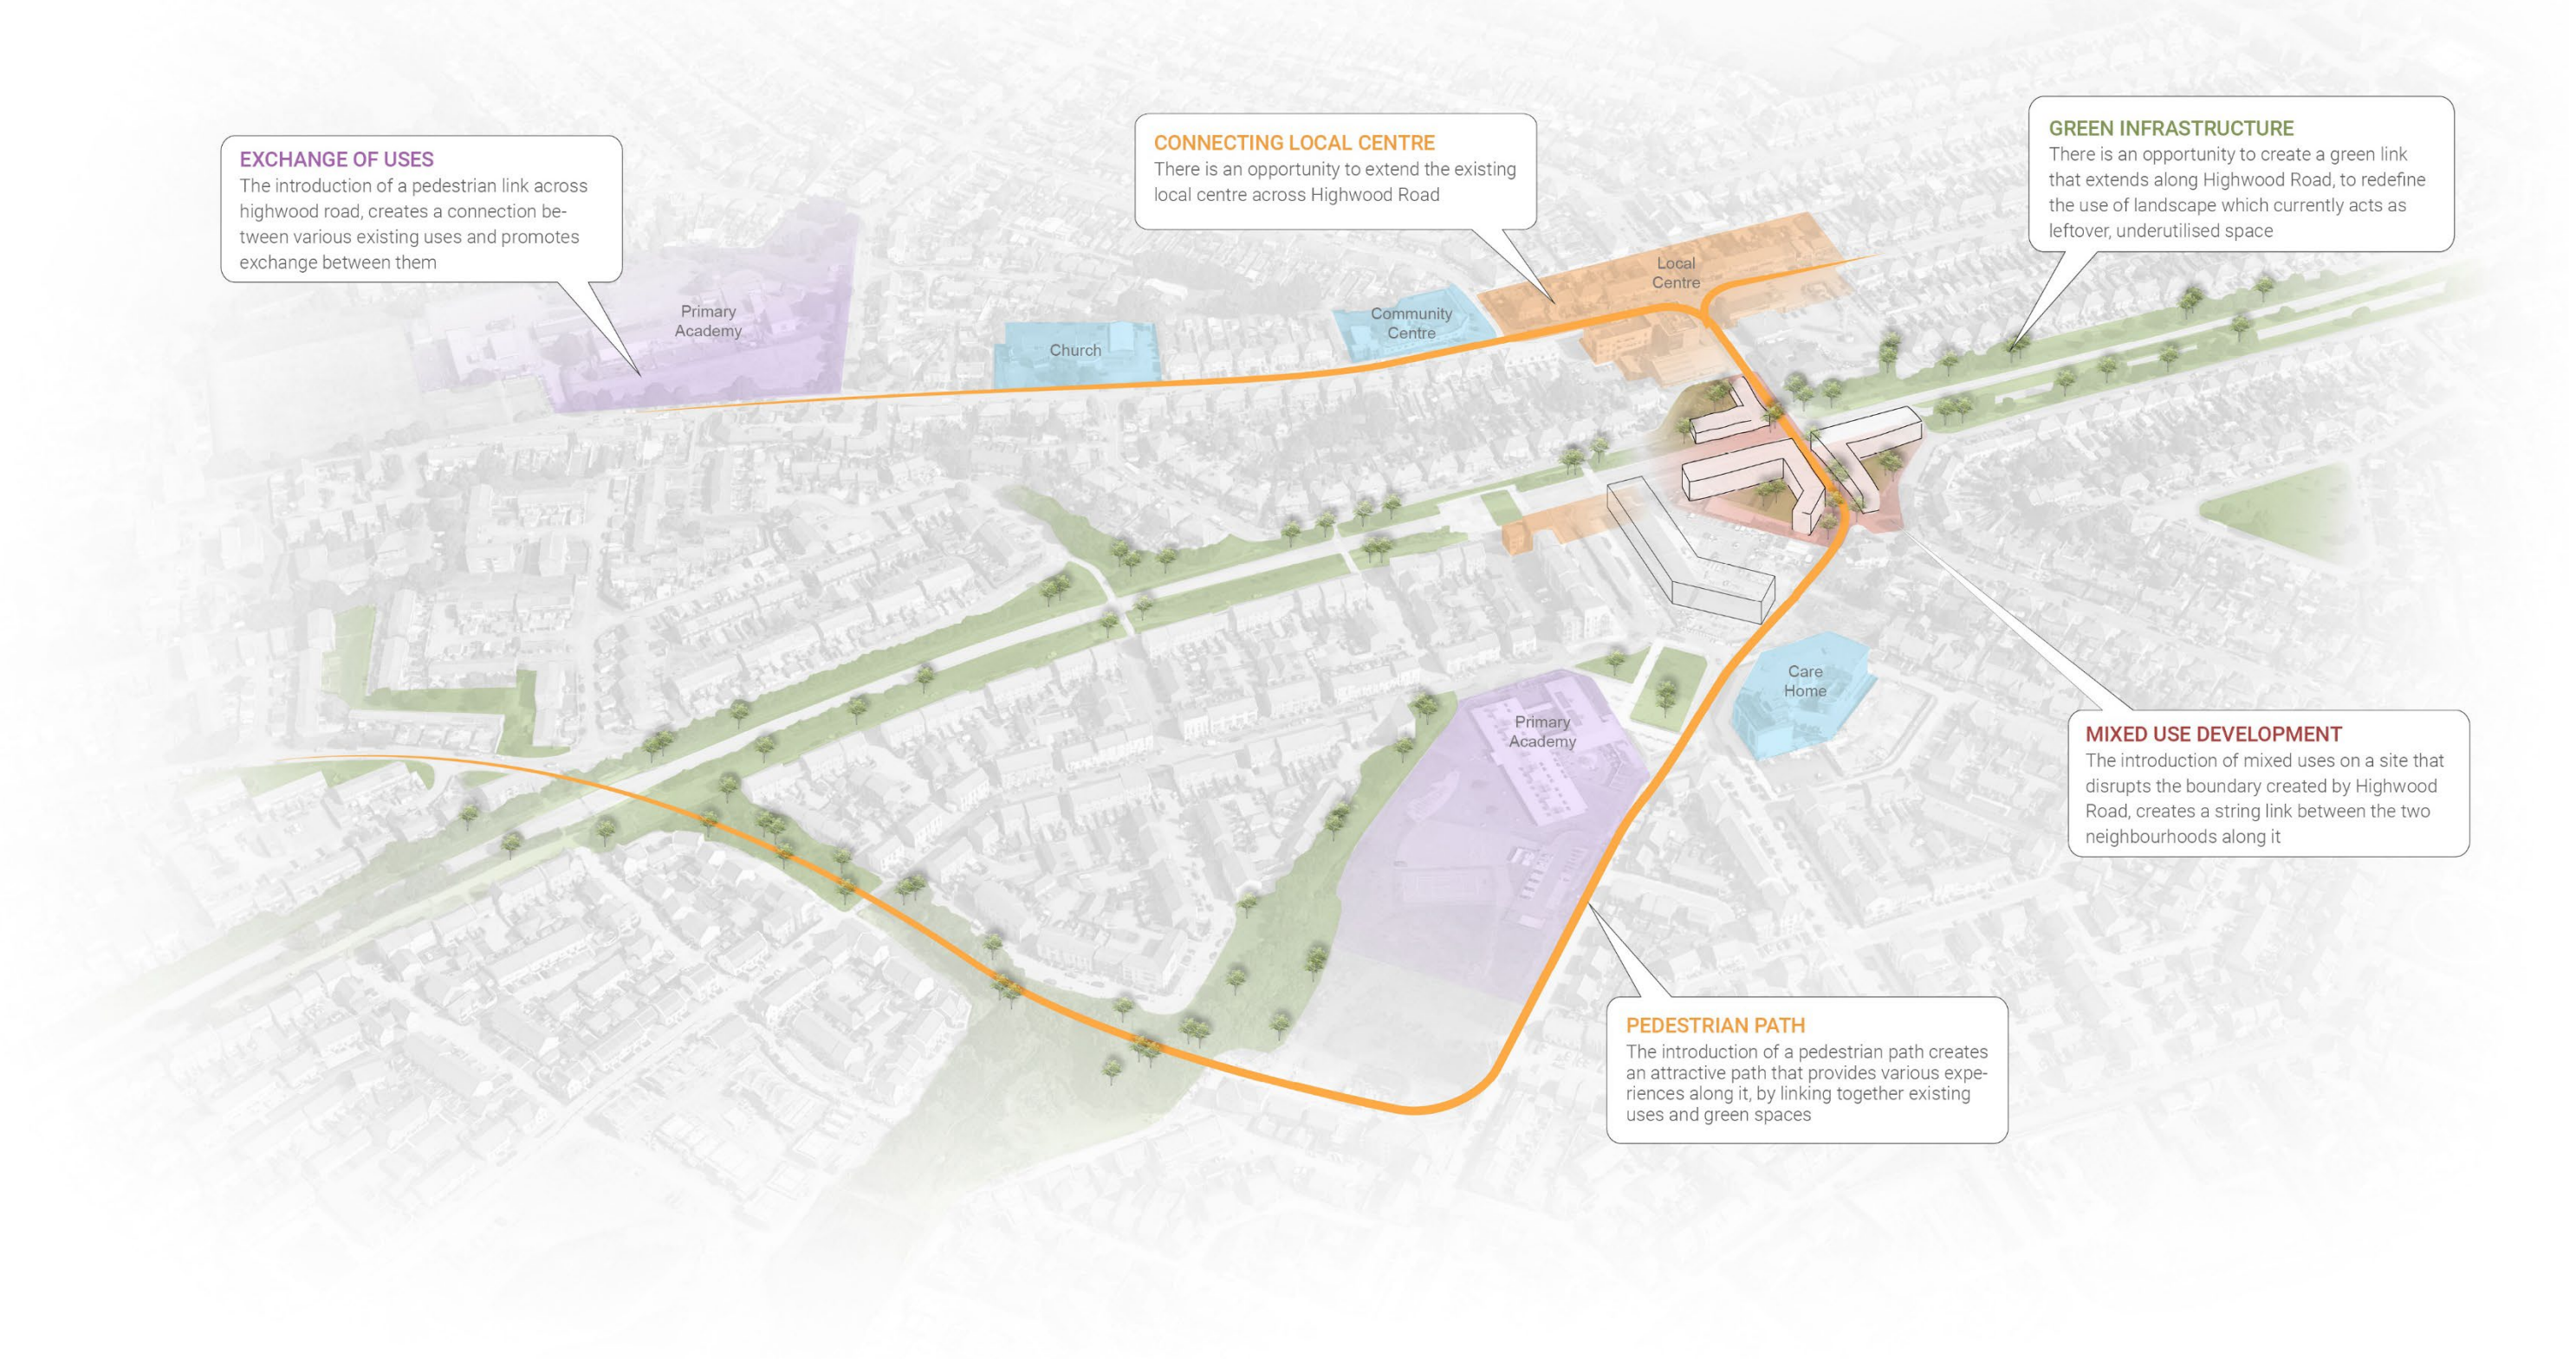 EXCHANGE OF USES
The introduction of a pedestrian link across
highwood road, creates a connection be-
tween various existing uses and promotes
exchange between them
CONNECTING LOCAL CENTRE
There is an opportunity to extend the existing
local centre across Highwood Road
GREEN INFRASTRUCTURE
There is an opportunity to create a green link
that extends along Highwood Road, to redefine
the use of landscape which currently acts as
leftover, underutilised space
Primary
Academy
Church
Community
Centre
Local
Centre
Care
Home
Primary
Academy
MIXED USE DEVELOPMENT
The introduction of mixed uses on a site that
disrupts the boundary created by Highwood
Road, creates a string link between the two
neighbourhoods along it
PEDESTRIAN PATH
The introduction of a pedestrian path creates
an attractive path that provides various expe-
riences along it, by linking together existing
uses and green spaces